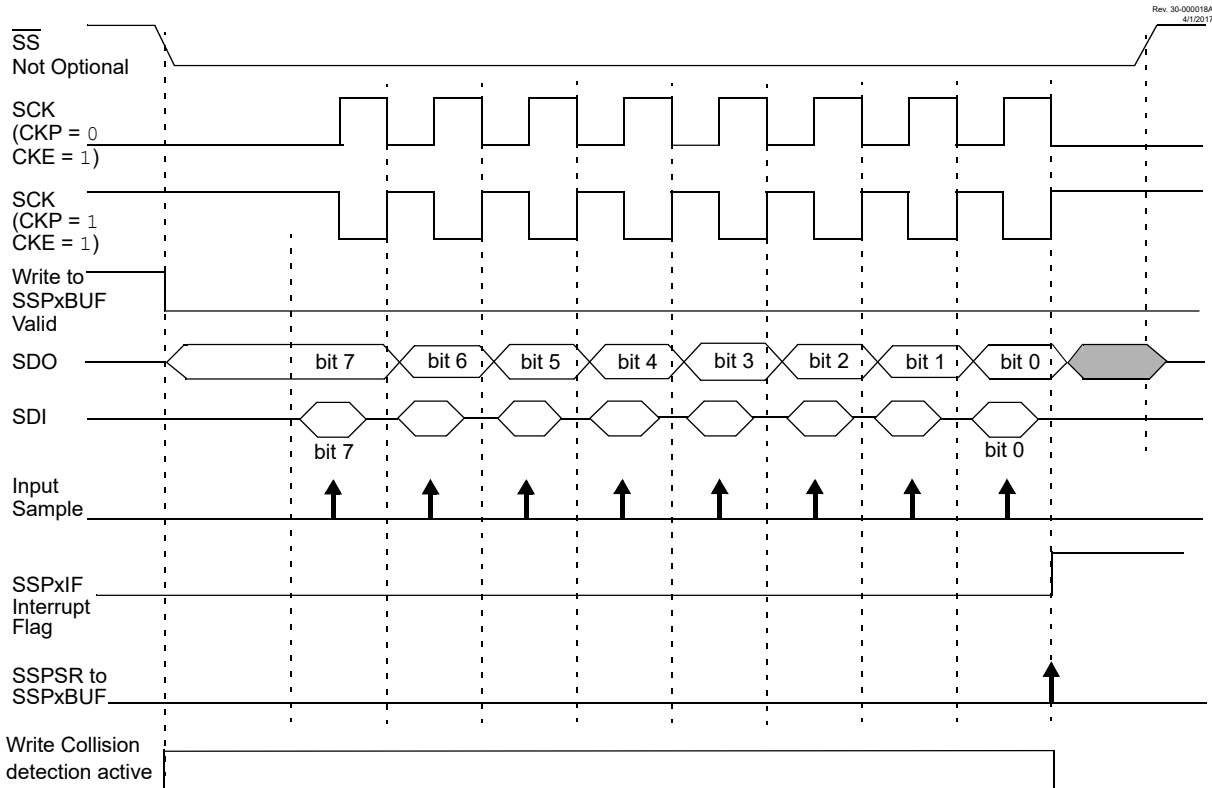 Rev. 30-000018A
4/1/2017
SS
Not Optional
SCK
(CKP = 0
CKE = 1)
SCK
(CKP = 1
CKE = 1)
Write to
SSPxBUF
Valid
SDO
bit 7 bit 6 bit 5 bit 4 bit 3 bit 2 bit 1 bit 0
SDI
bit 7 bit 0
Input
Sample
SSPxIF
Interrupt
Flag
SSPSR to
SSPxBUF
Write Collision
detection active